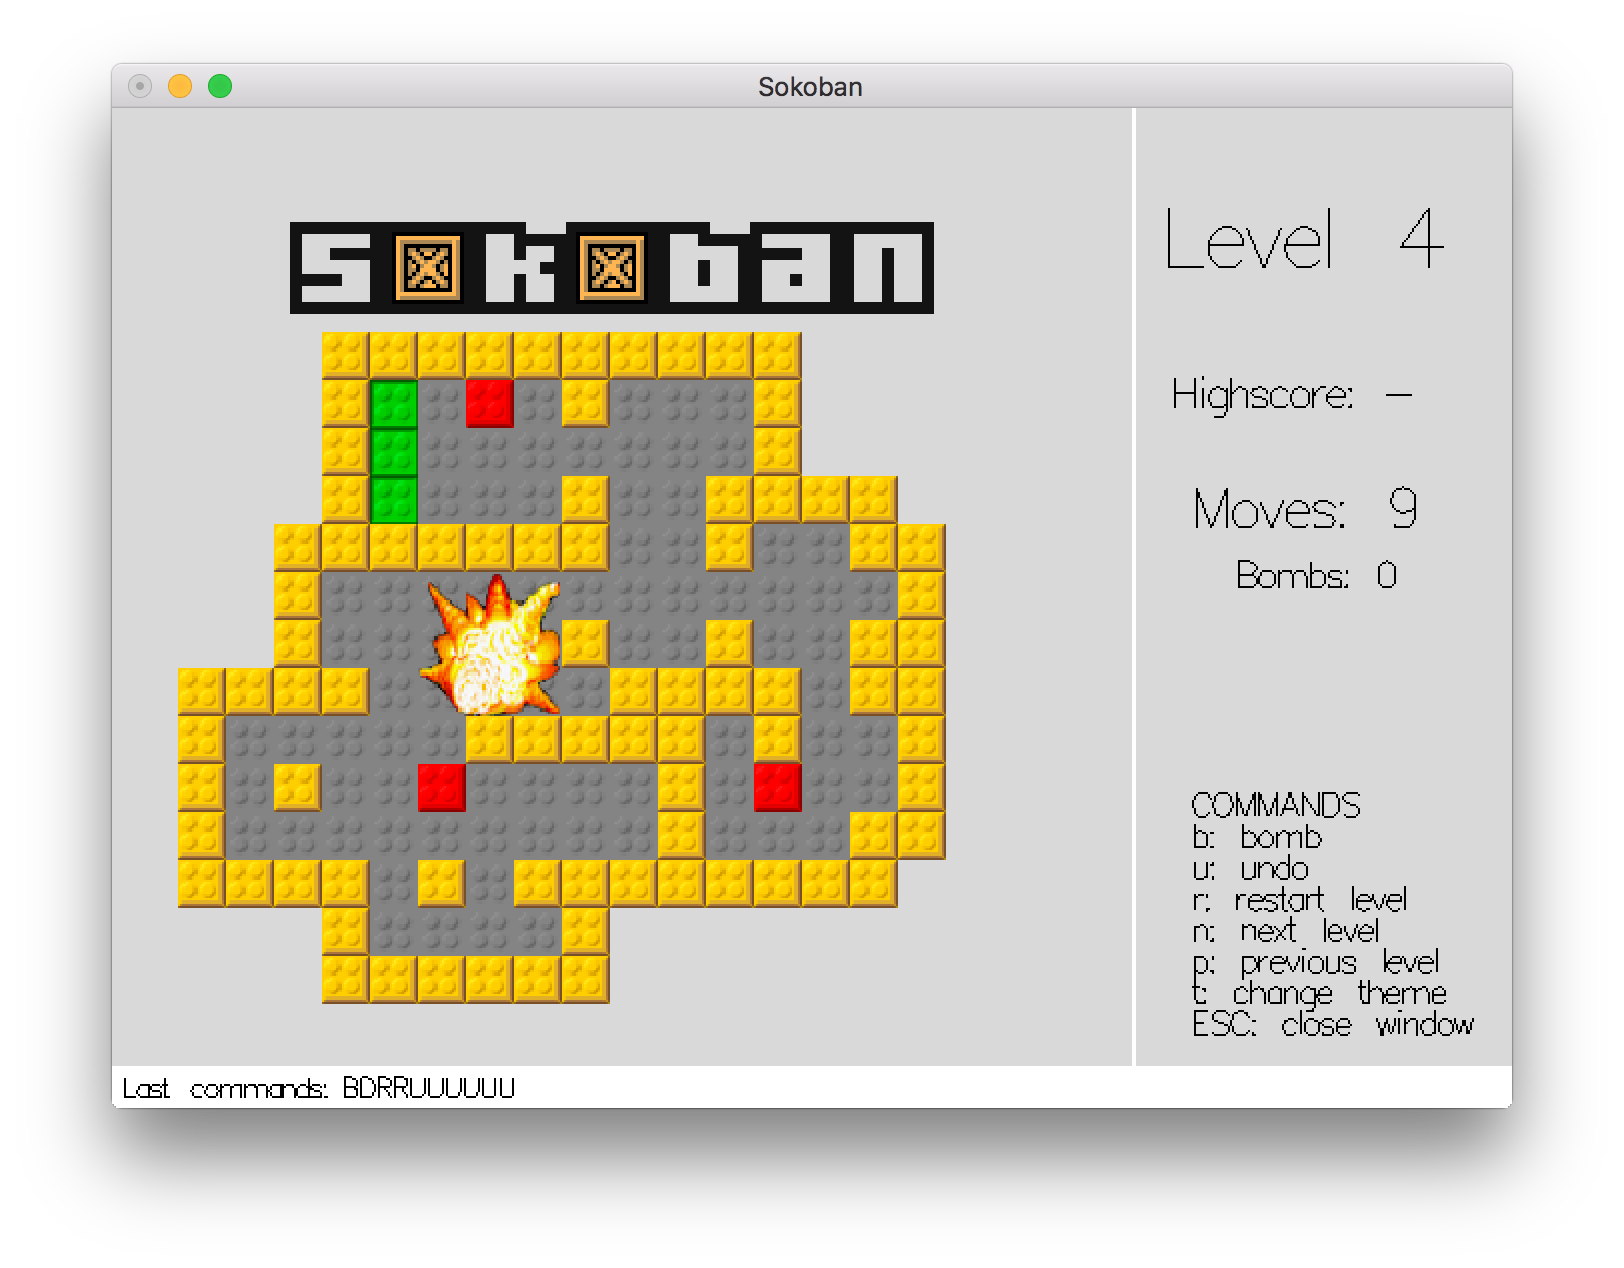 Sokoban
sokoban
Level 4
Highscore: –
Moves: 9
Bombs: 0
COMMANDS
b: bomb
u: undo
r: restart level
n: next level
p: previous level
t: change theme
ESC: close window
Last commands: BDRRUUUUUU